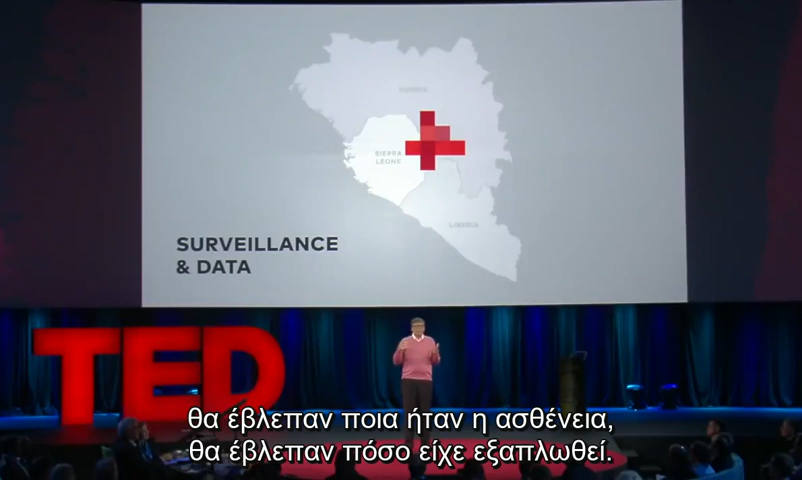 GUINEA
SIERRA
LEONE
LIBERIA
SURVEILLANCE
& DATA
TED
θα έβλεπαν ποια ήταν η ασθένεια,
θα έβλεπαν πόσο είχε εξαπλωθεί.